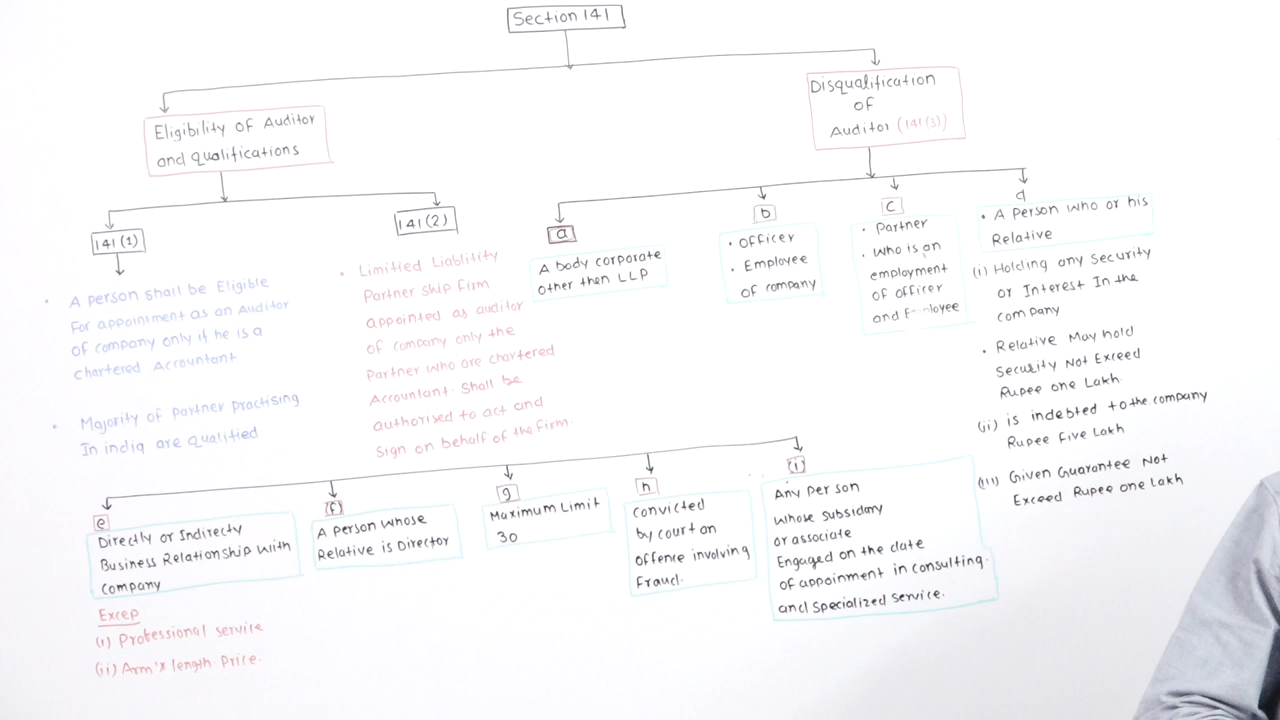 Section 141
Eligibility of Auditor
and qualifications
Disqualification
of
Auditor (141(3)
141(1)
A person shall be Eligible
For appointment as an Auditor
of company only if he is a
chartered Accountant
Majority of partner practising
In india are qualified
141(2)
Limitied Liablitity
Partner ship Firm
appointed as auditor
of company only the
Partner who are chartered
Accountant. Shall be
authorised to act and
Sign on behalf of the firm.
a
A body corporate
other then LLP
b
• Officer
• Employee
of company
c
• Partner
• Who is an
employment
of officer
and
d
• A Person who or his
Relative
(i) Holding any Security
or Interest In the
company
• Relative May hold
Security Not Exceed
Rupee one Lakh
(ii) is indebted to the company
Rupee Five Lakh
(iii) Given Guarantee Not
Exceed Rupee one Lakh
e
Directly or Indirecty
Business Relationship with
company
Excep
(i) Professional service
(ii) Arm's length. Price.
f
A person whose
Relative is Director
g
Maximum Limit
30
h
convicted
by court an
offence involving
Fraud.
i
Any person
whose subsidary
or associate
Engaged on the date
of appoinment in consulting.
and specialized service.